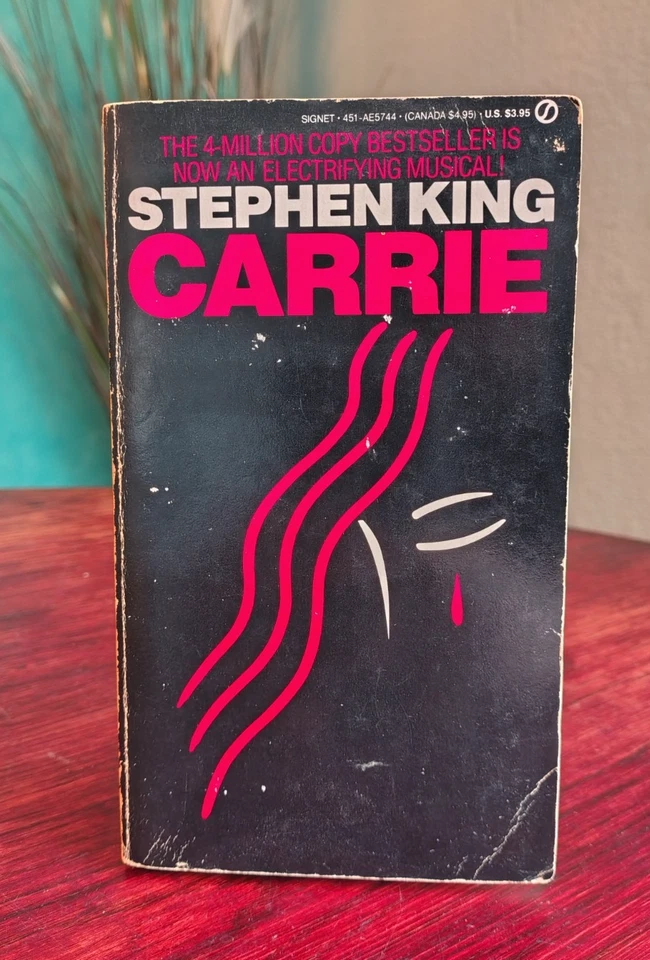 SIGNET • 451-AE5744 • (CANADA $4.95) • U.S. $3.95
THE 4-MILLION COPY BESTSELLER IS
NOW AN ELECTRIFYING MUSICAL!
STEPHEN KING
CARRIE